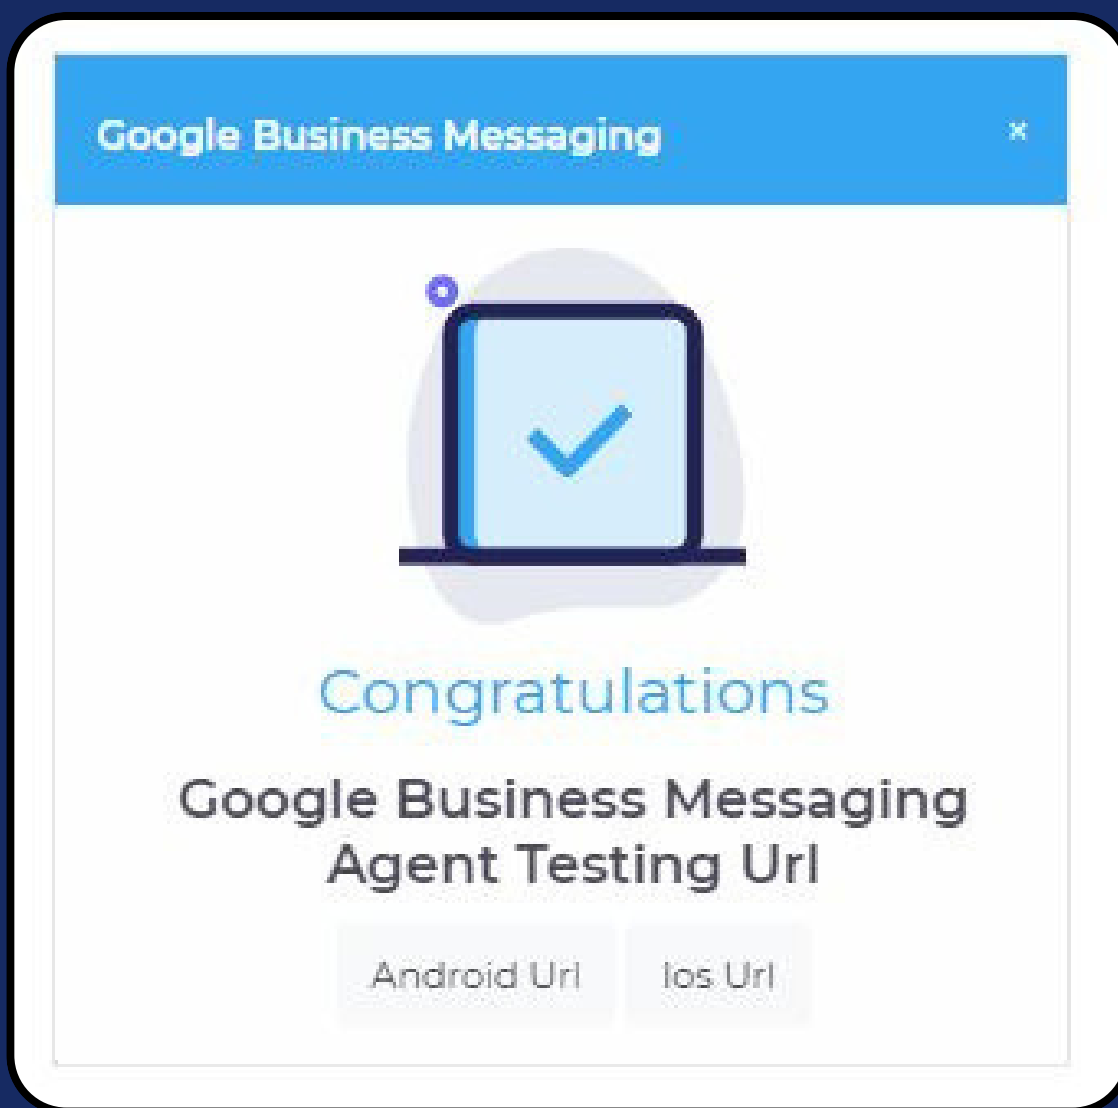 Google Business Messaging ×
Congratulations
Google Business Messaging
Agent Testing Url
Android Url Ios Url